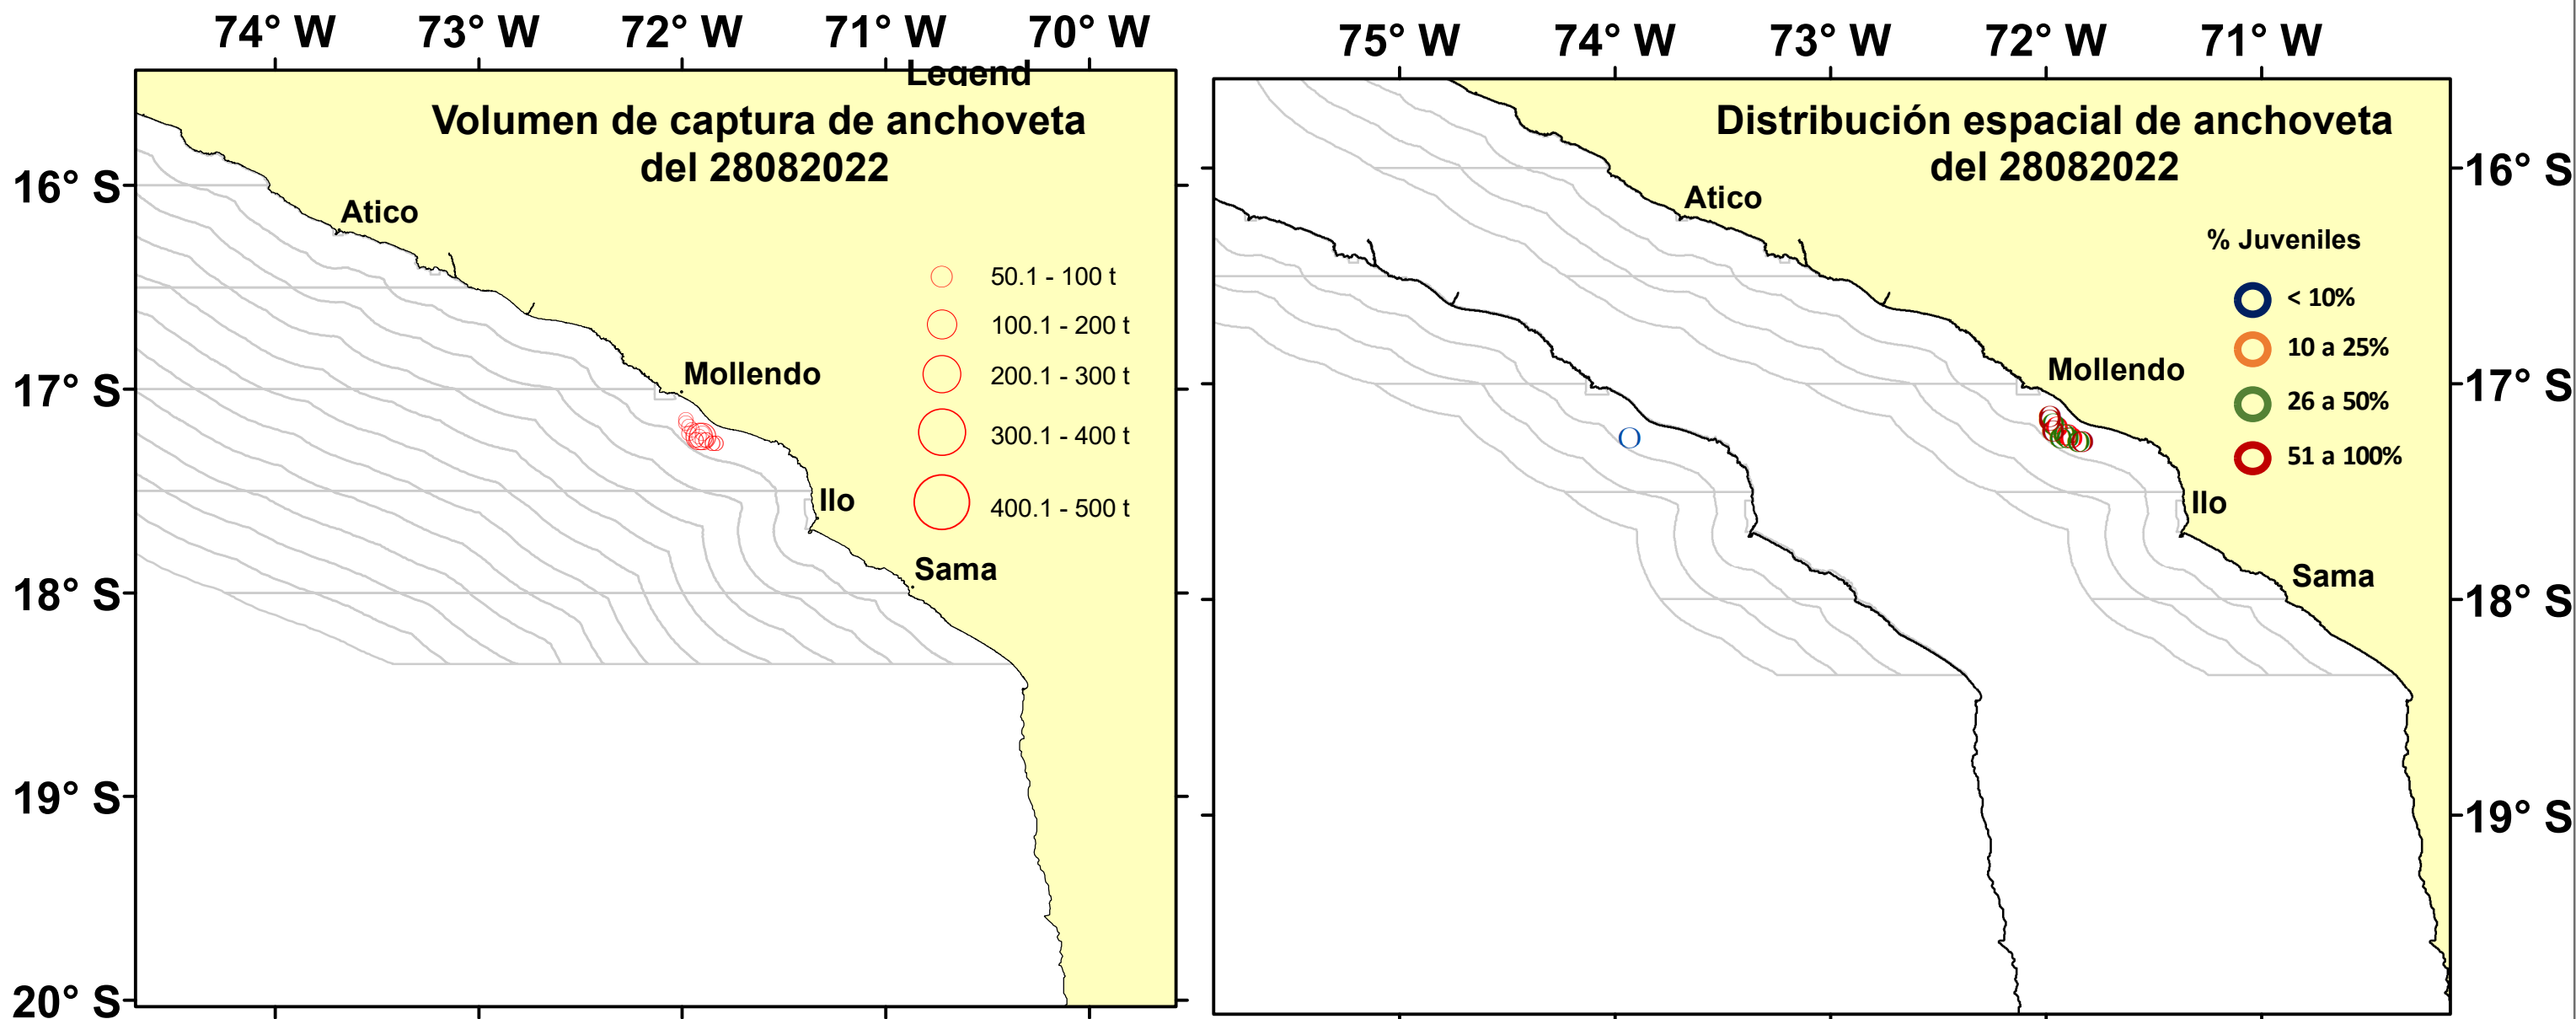 74° W 73° W 72° W 71° W 70° W
Legend
Volumen de captura de anchoveta
del 28082022
16° S
Atico
50.1 - 100 t
100.1 - 200 t
Mollendo
200.1 - 300 t
17° S
300.1 - 400 t
Ilo
400.1 - 500 t
Sama
18° S
19° S
20° S
75° W 74° W 73° W 72° W 71° W
Distribución espacial de anchoveta
del 28082022
16° S
Atico
% Juveniles
< 10%
10 a 25%
Mollendo
17° S
26 a 50%
51 a 100%
Ilo
Sama
18° S
19° S